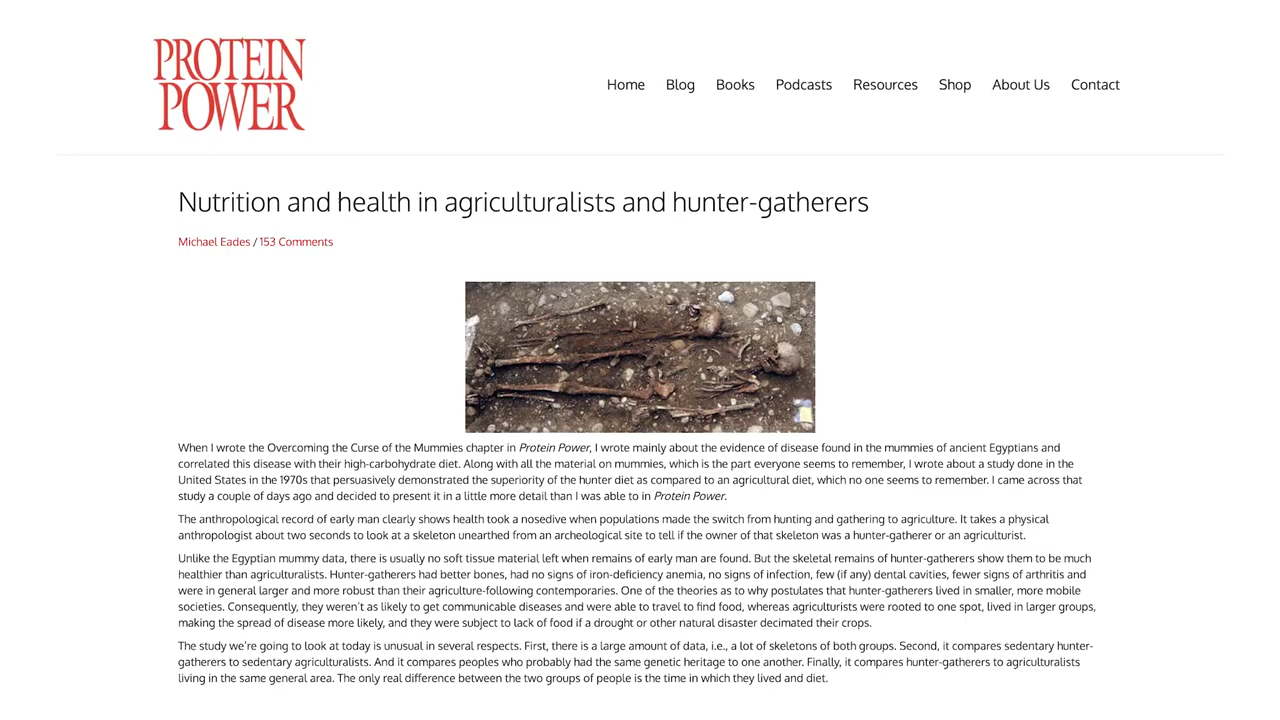 PROTEIN
POWER
Home Blog Books Podcasts Resources Shop About Us Contact
Nutrition and health in agriculturalists and hunter-gatherers
Michael Eades / 153 Comments
When I wrote the Overcoming the Curse of the Mummies chapter in Protein Power, I wrote mainly about the evidence of disease found in the mummies of ancient Egyptians and
correlated this disease with their high-carbohydrate diet. Along with all the material on mummies, which is the part everyone seems to remember, I wrote about a study done in the
United States in the 1970s that persuasively demonstrated the superiority of the hunter diet as compared to an agricultural diet, which no one seems to remember. I came across that
study a couple of days ago and decided to present it in a little more detail than I was able to in Protein Power.
The anthropological record of early man clearly shows health took a nosedive when populations made the switch from hunting and gathering to agriculture. It takes a physical
anthropologist about two seconds to look at a skeleton unearthed from an archeological site to tell if the owner of that skeleton was a hunter-gatherer or an agriculturist.
Unlike the Egyptian mummy data, there is usually no soft tissue material left when remains of early man are found. But the skeletal remains of hunter-gatherers show them to be much
healthier than agriculturalists. Hunter-gatherers had better bones, had no signs of iron-deficiency anemia, no signs of infection, few (if any) dental cavities, fewer signs of arthritis and
were in general larger and more robust than their agriculture-following contemporaries. One of the theories as to why postulates that hunter-gatherers lived in smaller, more mobile
societies. Consequently, they weren't as likely to get communicable diseases and were able to travel to find food, whereas agriculturists were rooted to one spot, lived in larger groups,
making the spread of disease more likely, and they were subject to lack of food if a drought or other natural disaster decimated their crops.
The study we're going to look at today is unusual in several respects. First, there is a large amount of data, i.e., a lot of skeletons of both groups. Second, it compares sedentary hunter-
gatherers to sedentary agriculturalists. And it compares peoples who probably had the same genetic heritage to one another. Finally, it compares hunter-gatherers to agriculturalists
living in the same general area. The only real difference between the two groups of people is the time in which they lived and diet.